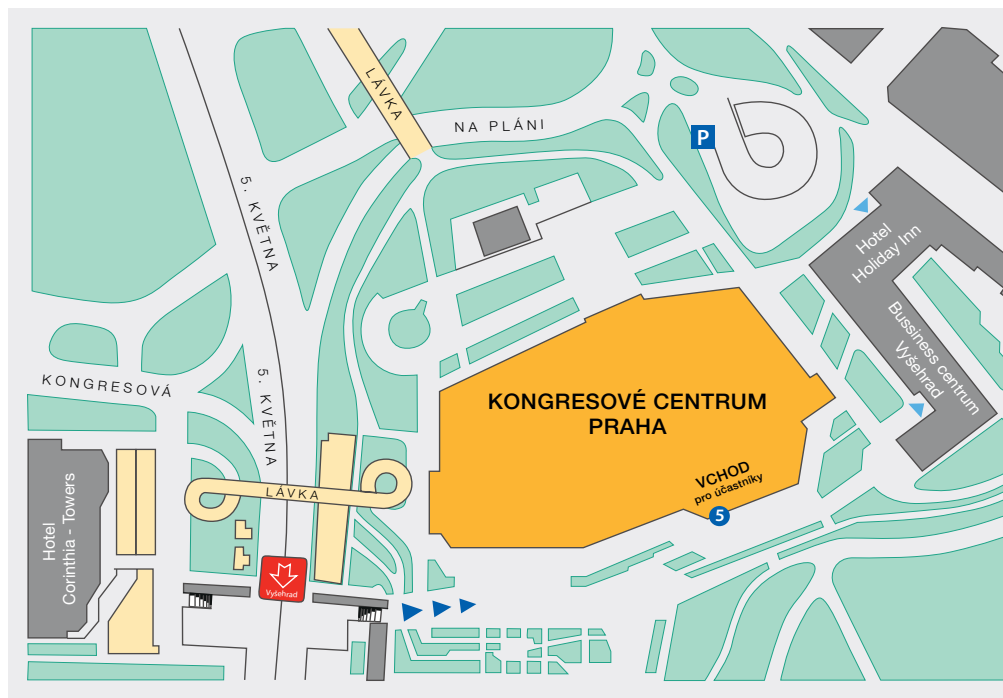 LÁVKA
NA PLÁNI
P
5. KVĚTNA
Hotel
Holiday Inn
Bussiness centrum
Vyšehrad
KONGRESOVÁ
5. KVĚTNA
KONGRESOVÉ CENTRUM
PRAHA
VCHOD
pro účastníky
5
LÁVKA
Hotel
Corinthia - Towers
Vyšehrad